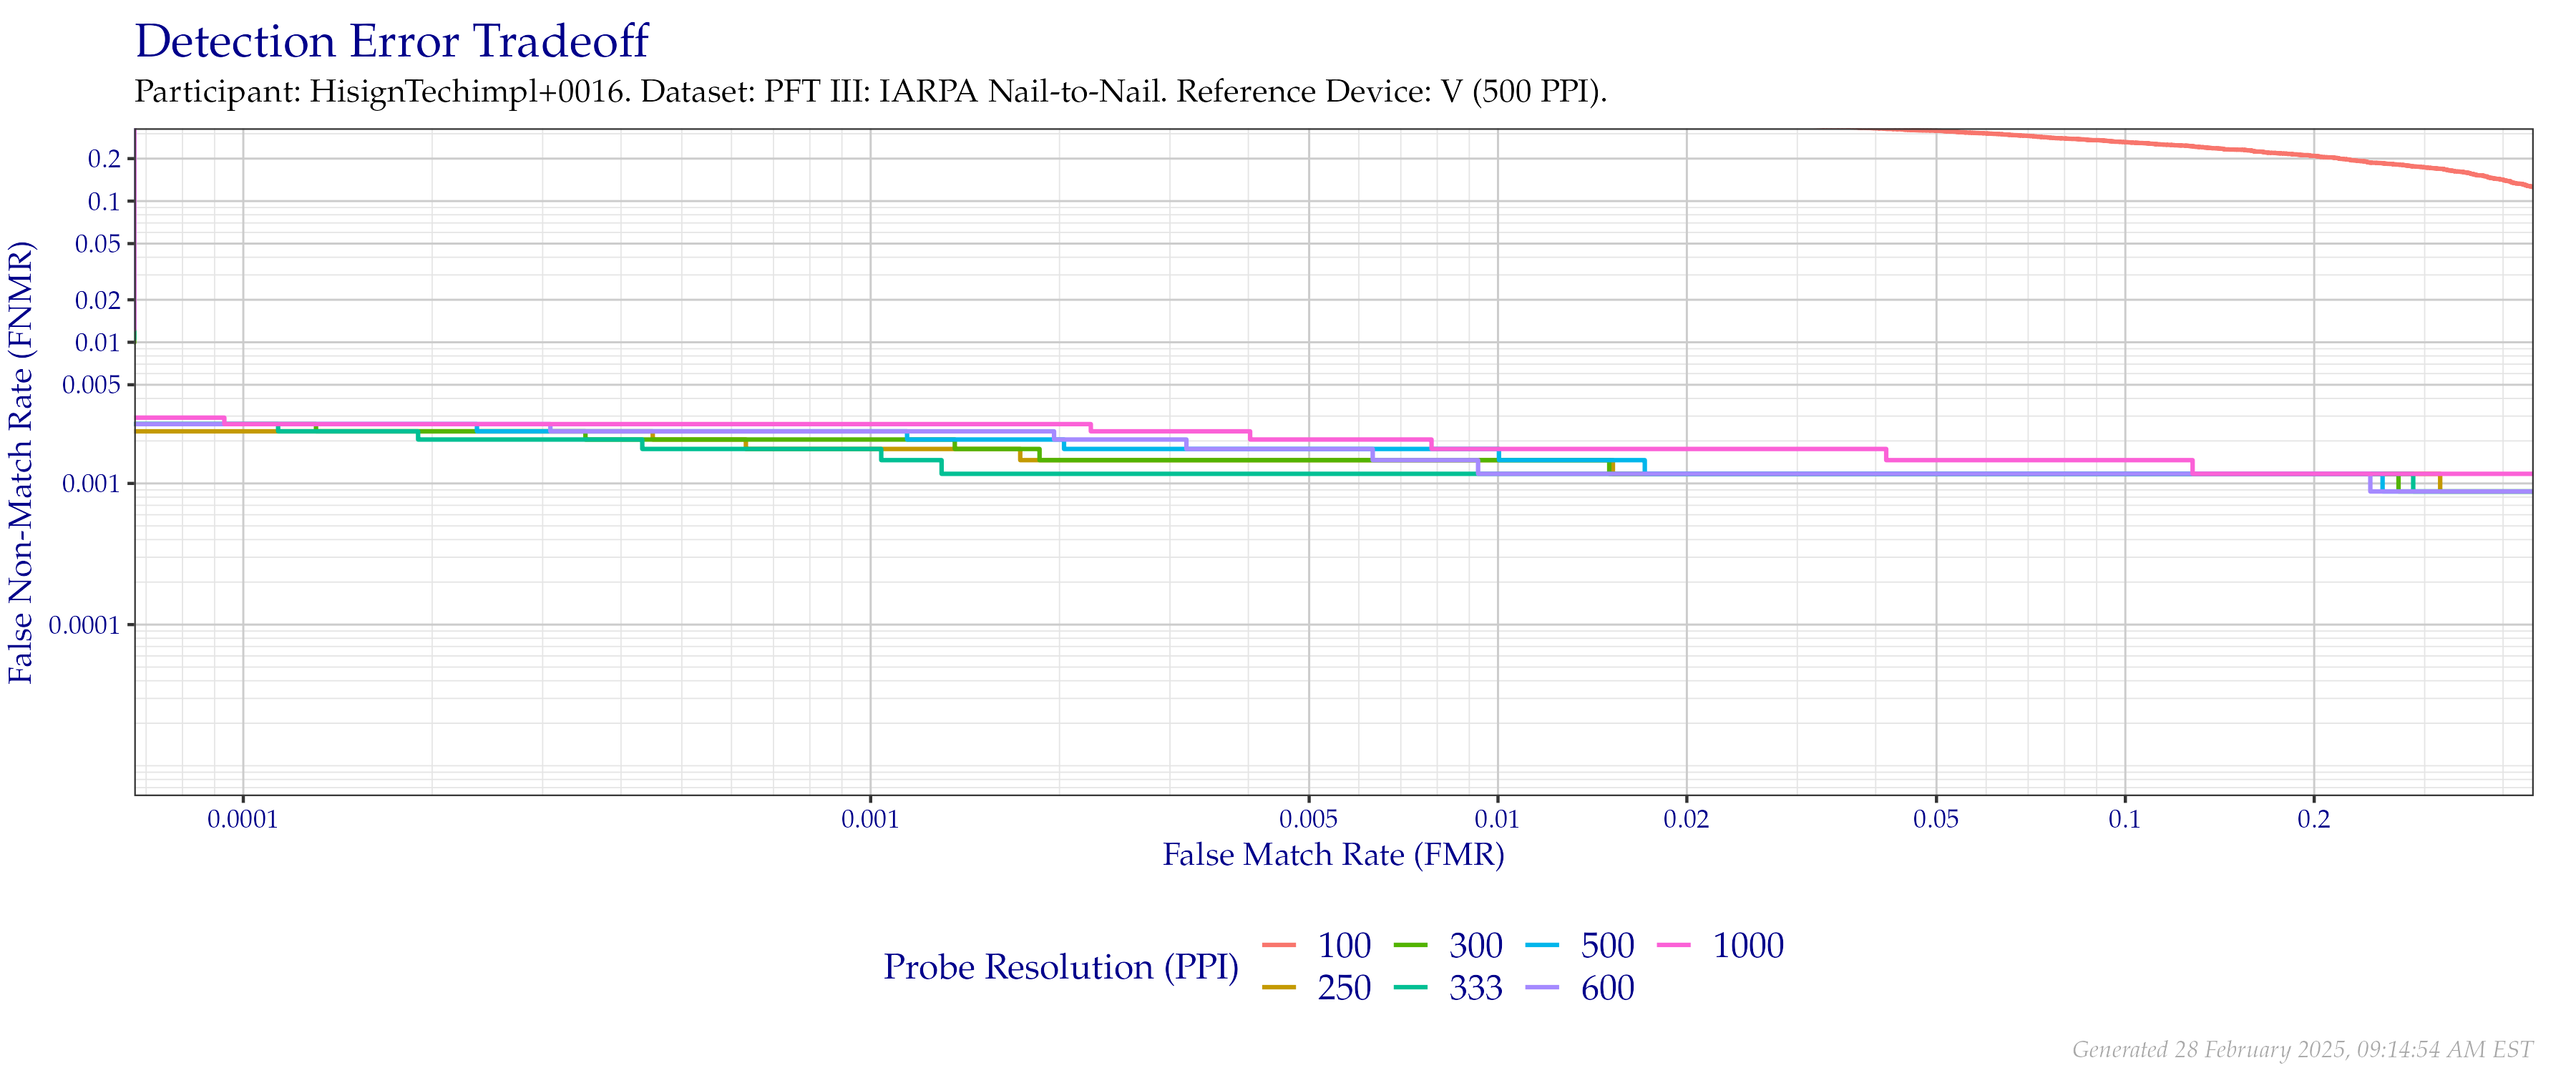 Detection Error Tradeoff
Participant: HisignTechimpl+0016. Dataset: PFT III: IARPA Nail-to-Nail. Reference Device: V (500 PPI).
False Non-Match Rate (FNMR)
0.2
0.1
0.05
0.02
0.01
0.005
0.001
0.0001
0.0001 0.001 0.005 0.01 0.02 0.05 0.1 0.2
False Match Rate (FMR)
Probe Resolution (PPI)
100 300 500 1000
250 333 600
Generated 28 February 2025, 09:14:54 AM EST